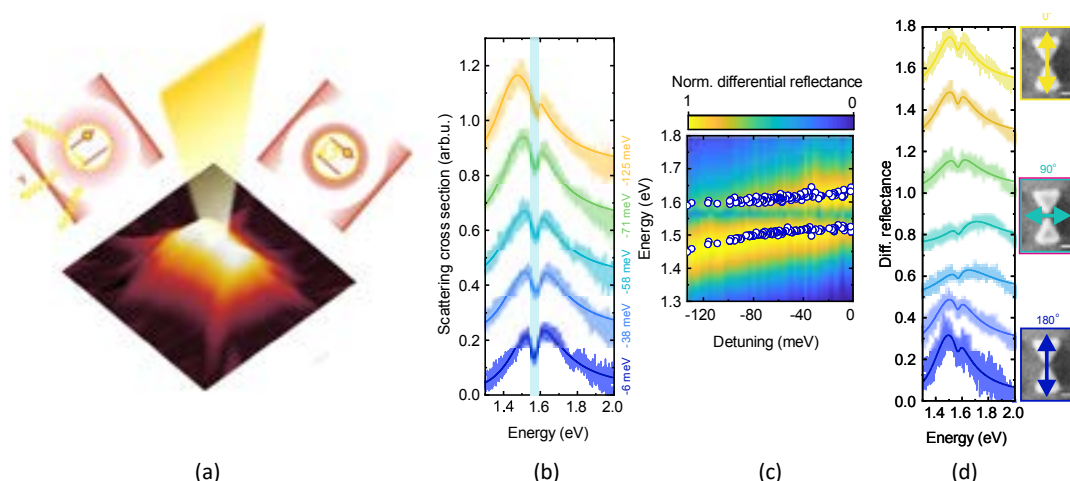 Scattering cross section (arb.u.)
1.2
1.0
0.8
0.6
0.4
0.2
0.0
1.4 1.6 1.8 2.0
Energy (eV)
-125 meV
-71 meV
-58 meV
-38 meV
-6 meV
Norm. differential reflectance
1 0
Energy (eV)
1.8
1.7
1.6
1.5
1.4
1.3
-120 -80 -40 0
Detuning (meV)
Diff. reflectance
1.8
1.6
1.4
1.2
1.0
0.8
0.6
0.4
0.2
0.0
1.4 1.6 1.8 2.0
Energy (eV)
0°
90°
180°
(a) (b) (c) (d)